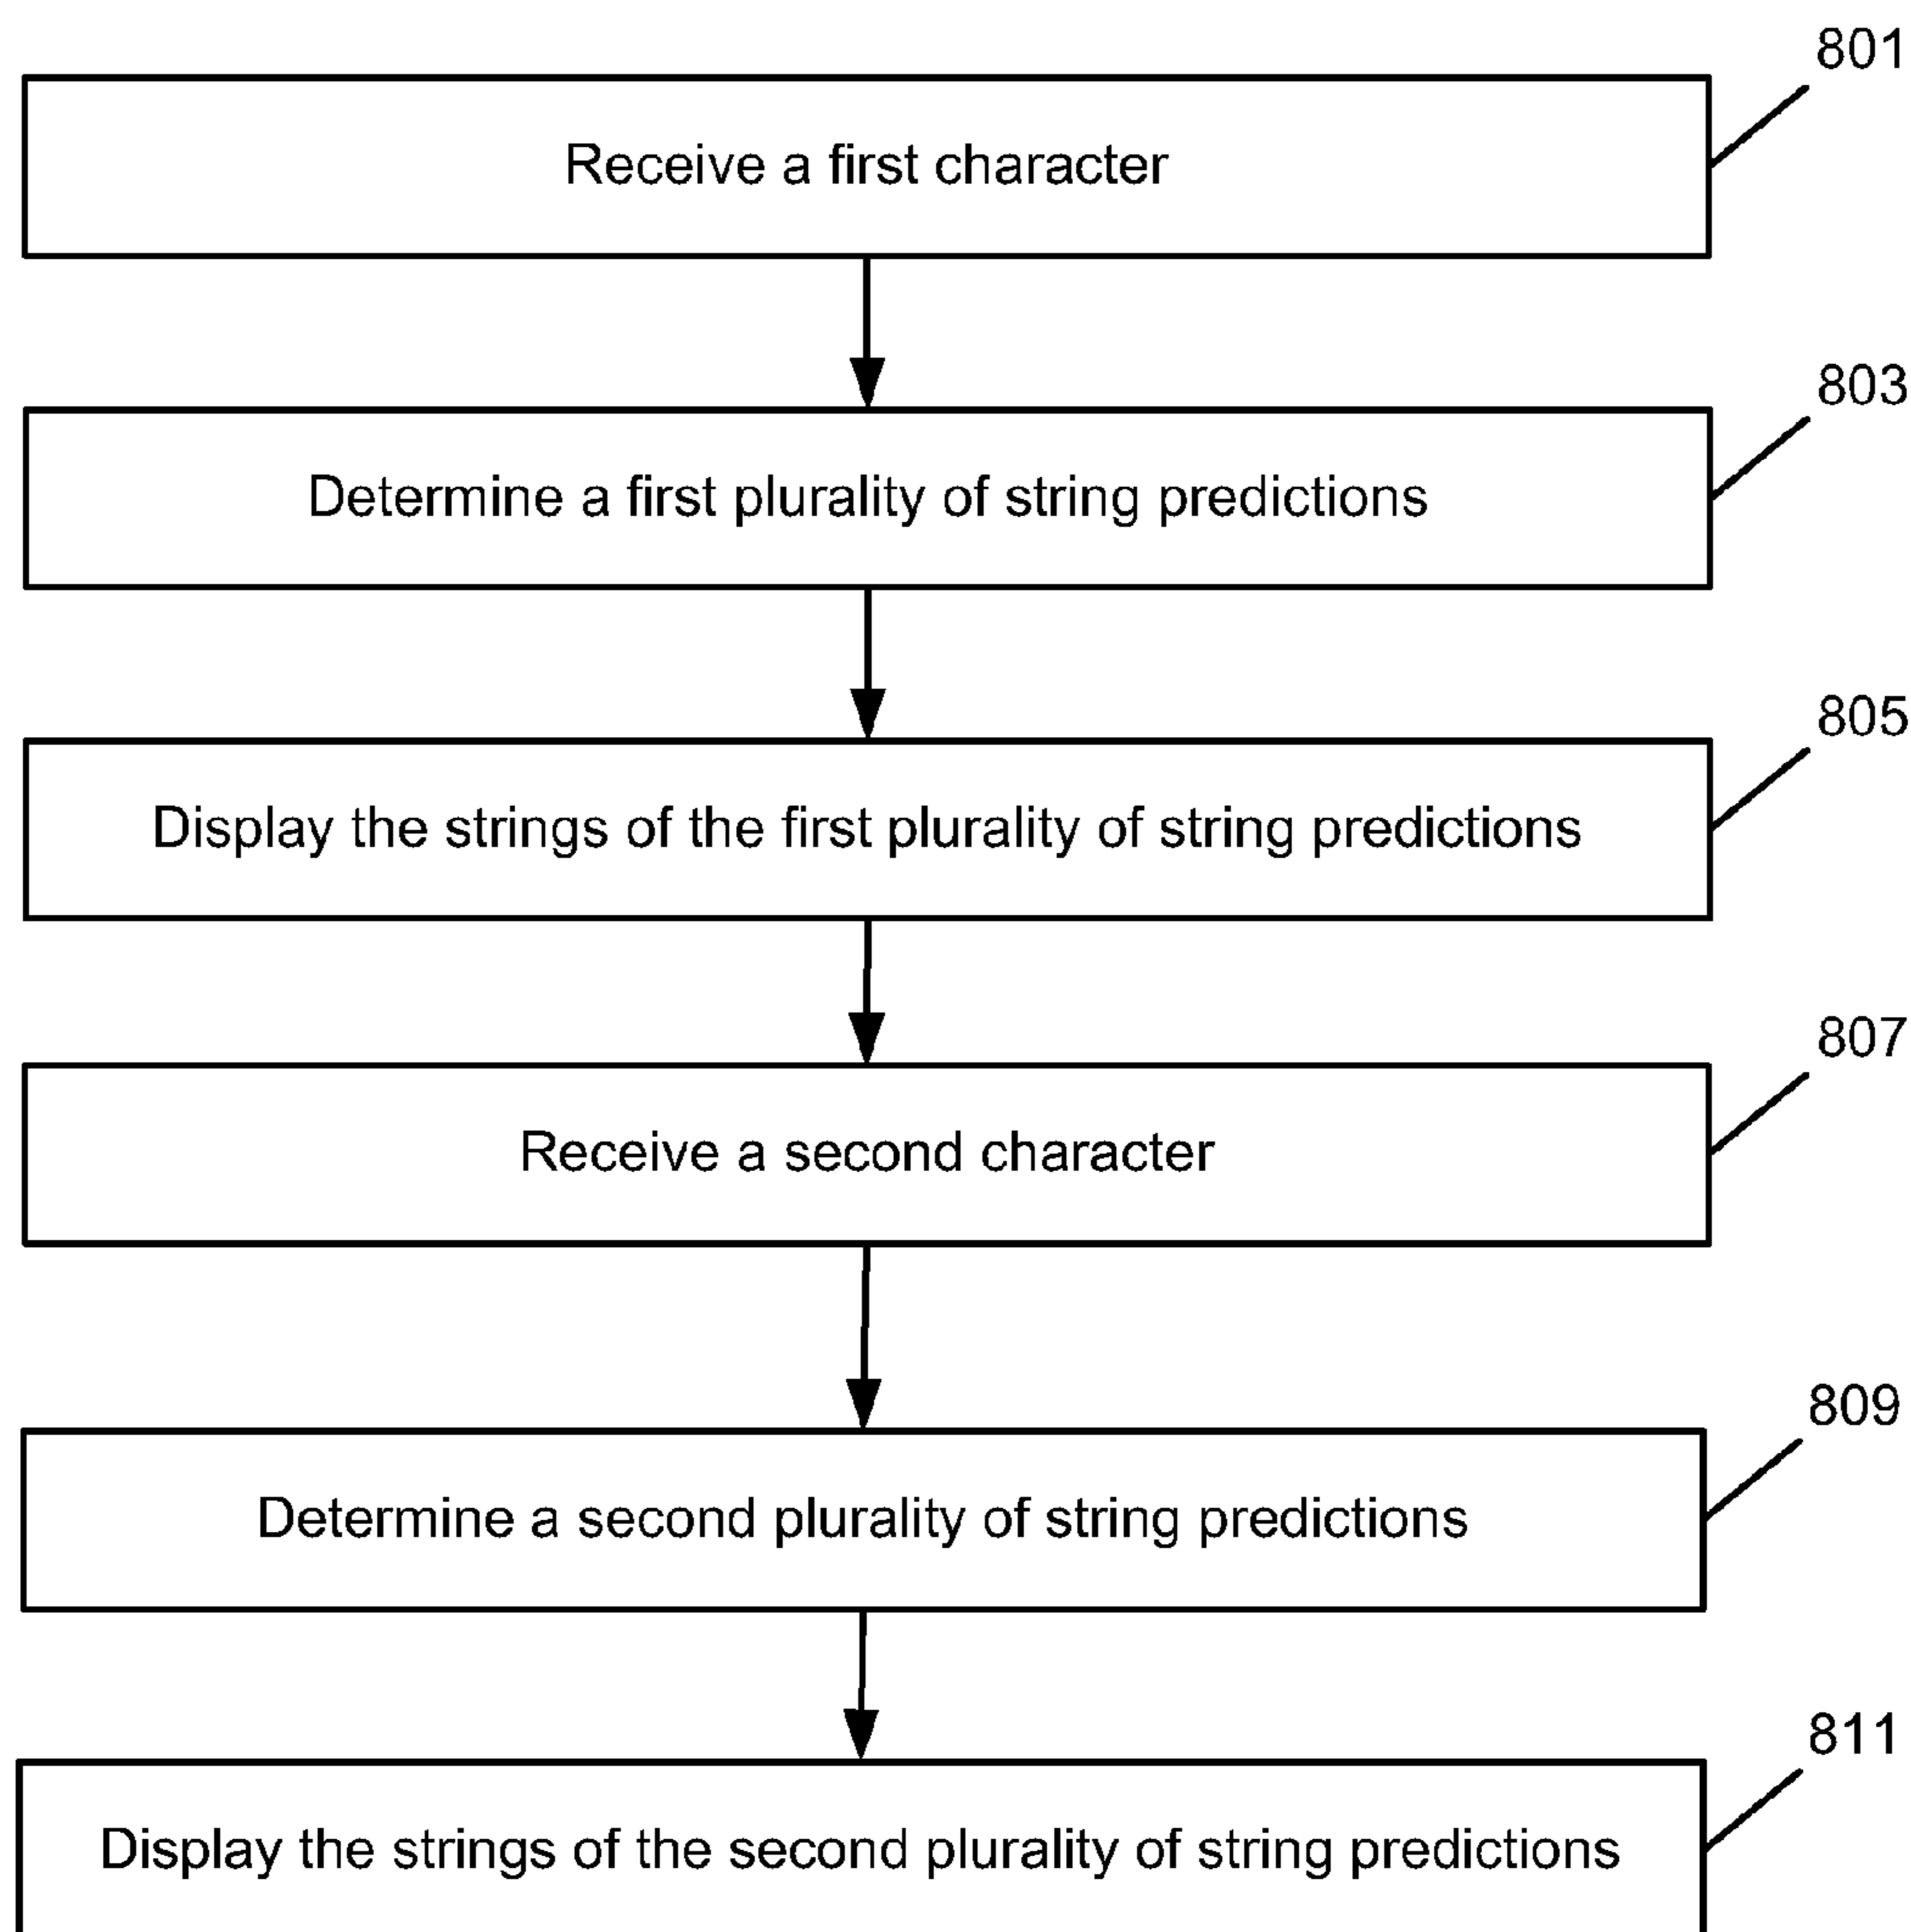 801
Receive a first character
803
Determine a first plurality of string predictions
805
Display the strings of the first plurality of string predictions
807
Receive a second character
809
Determine a second plurality of string predictions
811
Display the strings of the second plurality of string predictions